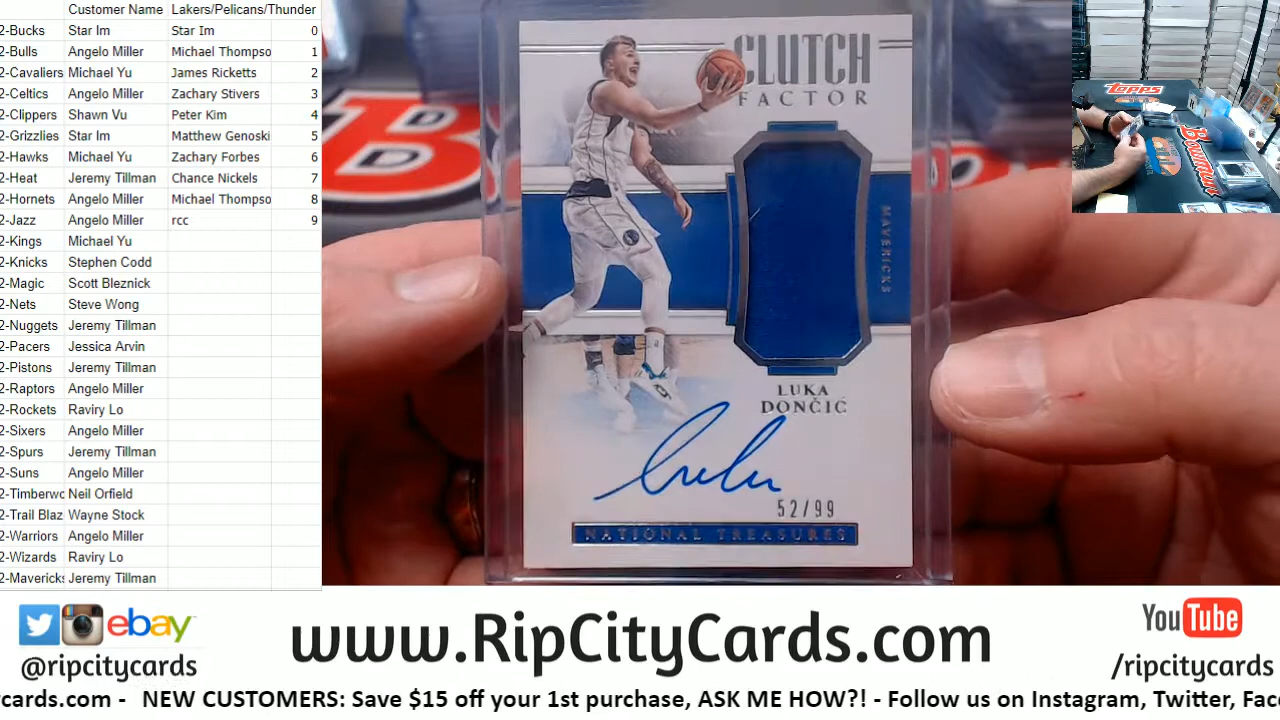 Customer Name Lakers/Pelicans/Thunder
2-Bucks Star Im Star Im 0
2-Bulls Angelo Miller Michael Thompso 1
2-Cavaliers Michael Yu James Ricketts 2
2-Celtics Angelo Miller Zachary Stivers 3
2-Clippers Shawn Vu Peter Kim 4
2-Grizzlies Star Im Matthew Genoski 5
2-Hawks Michael Yu Zachary Forbes 6
2-Heat Jeremy Tillman Chance Nickels 7
2-Hornets Angelo Miller Michael Thompso 8
2-Jazz Angelo Miller rcc 9
2-Kings Michael Yu
2-Knicks Stephen Codd
2-Magic Scott Bleznick
2-Nets Steve Wong
2-Nuggets Jeremy Tillman
2-Pacers Jessica Arvin
2-Pistons Jeremy Tillman
2-Raptors Angelo Miller
2-Rockets Raviry Lo
2-Sixers Angelo Miller
2-Spurs Jeremy Tillman
2-Suns Angelo Miller
2-Timberwo Neil Orfield
2-Trail Blaz Wayne Stock
2-Warriors Angelo Miller
2-Wizards Raviry Lo
2-Mavericks Jeremy Tillman
CLUTCH
FACTOR
MAVERICKS
LUKA
DONČIĆ
52/99
NATIONAL TREASURES
Topps
Bowman
ebay
@ripcitycards
www.RipCityCards.com
YouTube
/ripcitycards
cards.com - NEW CUSTOMERS: Save $15 off your 1st purchase, ASK ME HOW?! - Follow us on Instagram, Twitter, Fac